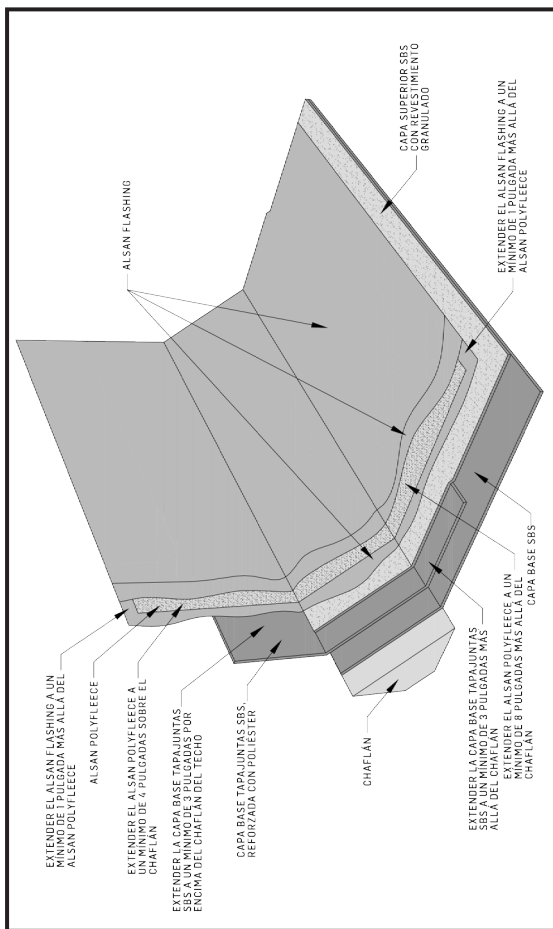 EXTENDER EL ALSAN FLASHING A UN
MÍNIMO DE 1 PULGADA MÁS ALLÁ DEL
ALSAN POLYFLEECE
ALSAN POLYFLEECE
EXTENDER EL ALSAN POLYFLEECE A
UN MÍNIMO DE 4 PULGADAS SOBRE EL
CHAFLÁN
EXTENDER LA CAPA BASE TAPAJUNTAS
SBS A UN MÍNIMO DE 3 PULGADAS POR
ENCIMA DEL CHAFLÁN DEL TECHO
CAPA BASE TAPAJUNTAS SBS,
REFORZADA CON POLIÉSTER
CHAFLÁN
EXTENDER LA CAPA BASE TAPAJUNTAS
SBS A UN MÍNIMO DE 3 PULGADAS MÁS
ALLÁ DEL CHAFLÁN
EXTENDER EL ALSAN POLYFLEECE A UN
MÍNIMO DE 8 PULGADAS MÁS ALLÁ DEL
CHAFLÁN
CAPA BASE SBS
ALSAN FLASHING
CAPA SUPERIOR SBS
CON REVESTIMIENTO
GRANULADO
EXTENDER EL ALSAN FLASHING A UN
MÍNIMO DE 1 PULGADA MÁS ALLÁ DEL
ALSAN POLYFLEECE